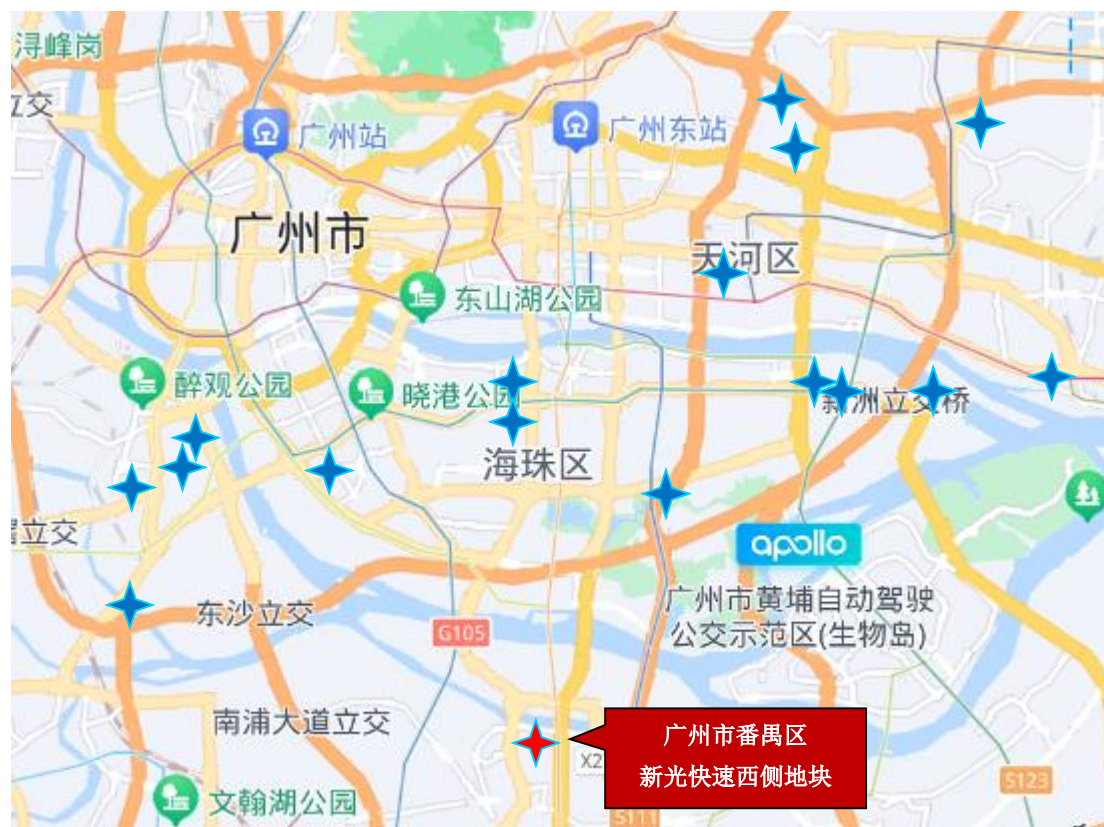 浔峰岗
立交
广州站
广州东站
广州市
天河区
东山湖公园
醉观公园
晓港公园
新洲立交桥
海珠区
立交
apollo
广州市黄埔自动驾驶
公交示范区(生物岛)
东沙立交
G105
南浦大道立交
广州市番禺区
新光快速西侧地块
X2
S123
文翰湖公园
S111